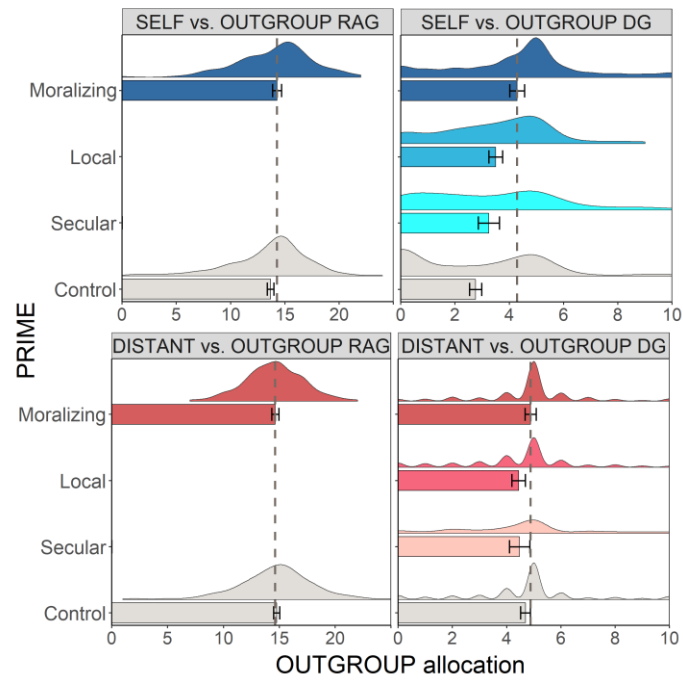 SELF vs. OUTGROUP RAG
SELF vs. OUTGROUP DG
Moralizing
Local
Secular
Control
0 5 10 15 20
0 2 4 6 8 10
PRIME
DISTANT vs. OUTGROUP RAG
DISTANT vs. OUTGROUP DG
Moralizing
Local
Secular
Control
0 5 10 15 20
0 2 4 6 8 10
OUTGROUP allocation